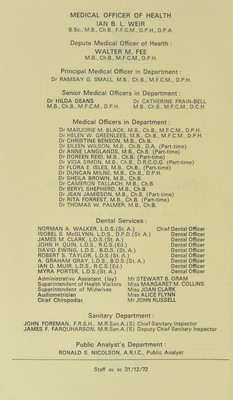 MEDICAL OFFICER OF HEALTH
IAN B. L. WEIR
B.Sc., M.B., Ch.B., F.F.C.M., D.P.H., D.P.A.
Depute Medical Officer of Health :
WALTER M. FEE
M.B., Ch.B., M.F.C.M., D.P.H.
Principal Medical Officer in Department :
Dr RAMSAY G. SMALL, M.B., Ch.B., M.F.C.M., D.P.H.
Senior Medical Officers in Department :
Dr HILDA DEANS Dr CATHERINE FRAIN-BELL
M.B., Ch.B., M.F.C.M., D.P.H. M.B., Ch.B., M.F.C.M., D.C.H.
Medical Officers in Department :
Dr MARJORIE M. BLACK, M.B., Ch.B., M.F.C.M., D.P.H.
Dr HELEN W. GREENLEES, M.B., Ch.B., M.F.C.M., D.P.H.
Dr CHRISTINE BENSON, M.B., Ch.B.
Dr EILEEN WILSON, M.B., Ch.B., D.A. (Part-time)
Dr ANNE LANGLANDS, M.B., Ch.B. (Part-time)
Dr DOREEN REID, M.B., Ch.B. (Part-time)
Dr VIDIA SIMON, M.B., Ch.B., D.R.C.O.G. (Part-time)
Dr FLORA E. ISLES, M.B., Ch.B. (Part-time)
Dr DUNCAN MILNE, M.B., Ch.B., D.P.H.
Dr SHEILA BROWN, M.B., Ch.B.
Dr CAMERON TALLACH, M.B., Ch.B.
Dr BERYL SHEPHERD, M.B., Ch.B.
Dr JEAN JAMIESON, M.B., Ch.B. (Part-time)
Dr RITA FORREST, M.B., Ch.B. (Part-time)
Dr THOMAS W. PALMER, M.B., Ch.B.
Dental Services :
NORMAN A. WALKER, L.D.S.(St. A.) Chief Dental Officer
ISOBEL S. McGLYNN, L.D.S., D.P.D.(St. A.) Dental Officer
JAMES M. CLARK, L.D.S.(St. A.) Dental Officer
JOHN H. QUIN, L.D.S., R.C.S.(Ed.) Dental Officer
DAVID EWING, L.D.S., B.D.S.(St. A.) Dental Officer
ROBERT S. TAYLOR, L.D.S.(St. A.) Dental Officer
A. GRAHAM GRAY, L.D.S., B.D.S.(St. A.) Dental Officer
IAN D. MUIR, L.D.S., R.C.S.(Ed.) Dental Officer
MYRA PORTER, L.D.S.(St. A.) Dental Officer
Administrative Assistant (Ist) Mr STEWART B. ORAM
Superintendent of Health Visitors Miss MARGARET M. COLLINS
Superintendent of Midwives Miss JOAN CLARK
Audiometrician Miss ALICE FLYNN
Chief Chiropodist Mr JOHN RUSSELL
Sanitary Department :
JOHN FOREMAN, F.R.S.H., M.R.San.A.(S) Chief Sanitary Inspector
JAMES F. FARQUHARSON, M.R.San.A.(S) Deputy Chief Sanitary Inspector
Public Analyst's Department :
RONALD S. NICOLSON, A.R.I.C., Public Analyst
Staff as at 31/12/72